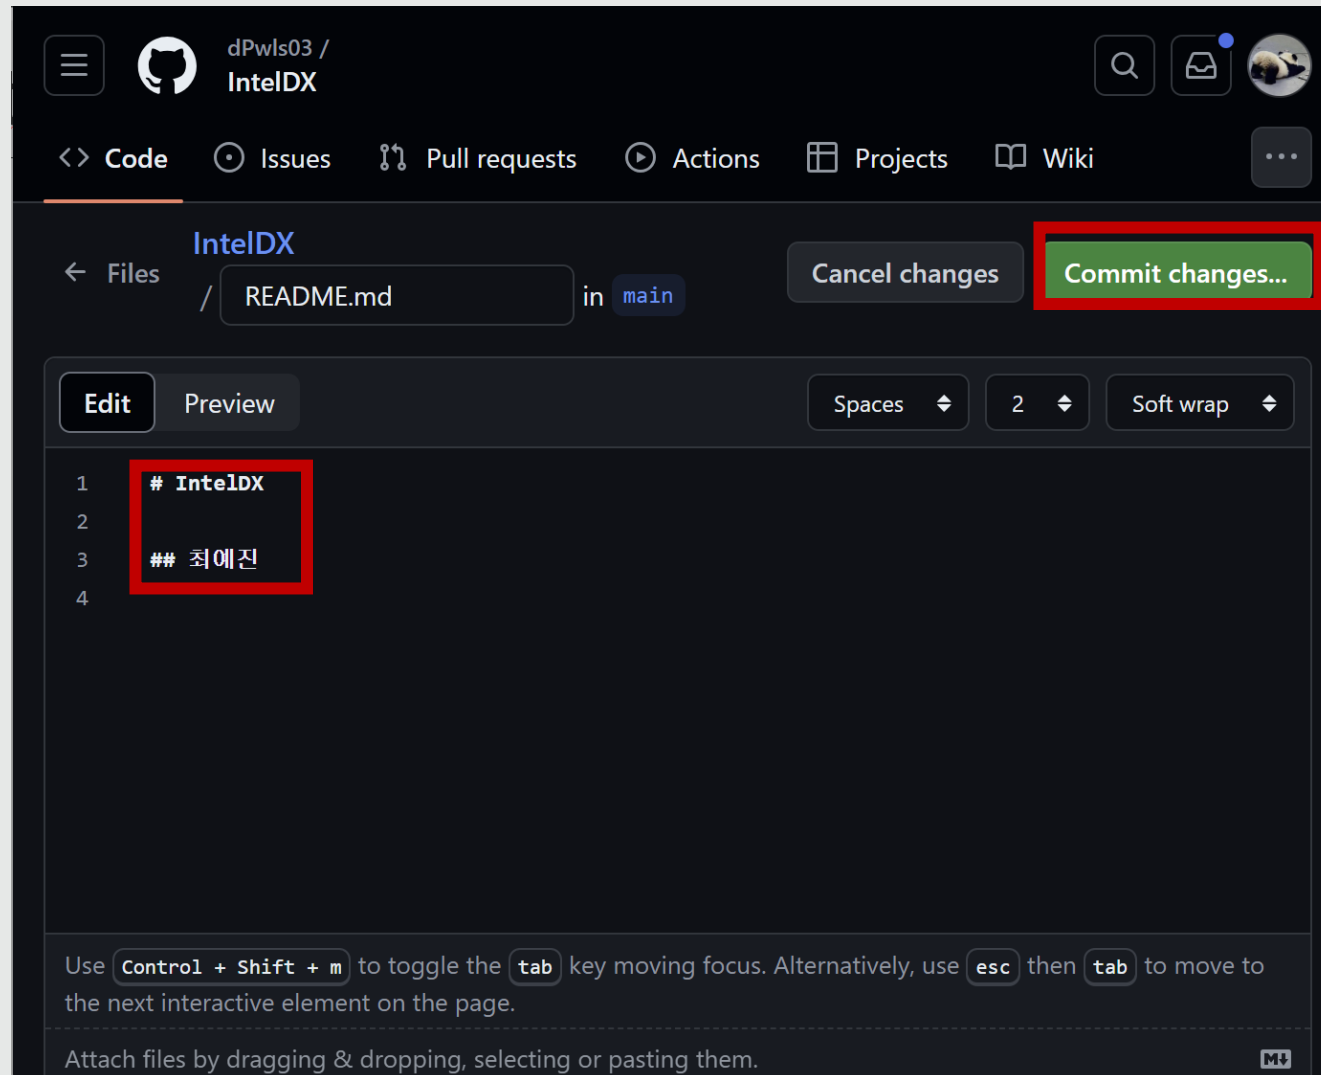 dPwls03 /
IntelDX
Code Issues Pull requests Actions Projects Wiki
IntelDX
Files / README.md in main Cancel changes Commit changes...
Edit Preview Spaces 2 Soft wrap
1 # IntelDX
2
3 ## 최예진
4
Use Control + Shift + m to toggle the tab key moving focus. Alternatively, use esc then tab to move to
the next interactive element on the page.
Attach files by dragging & dropping, selecting or pasting them.